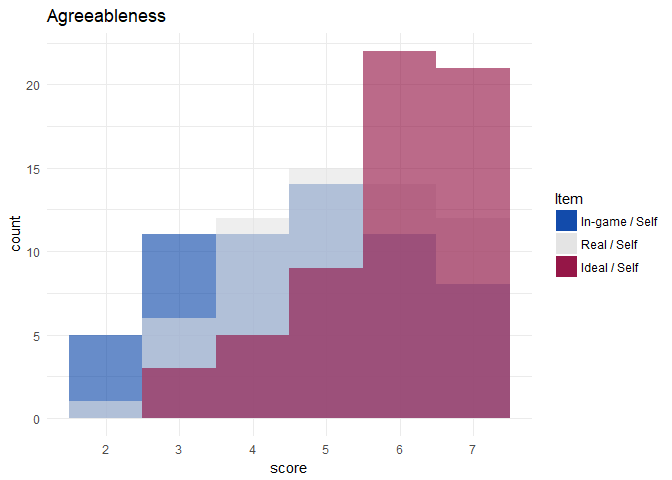 Agreeableness
20
15
10
5
0
count
2 3 4 5 6 7
score
Item
In-game / Self
Real / Self
Ideal / Self